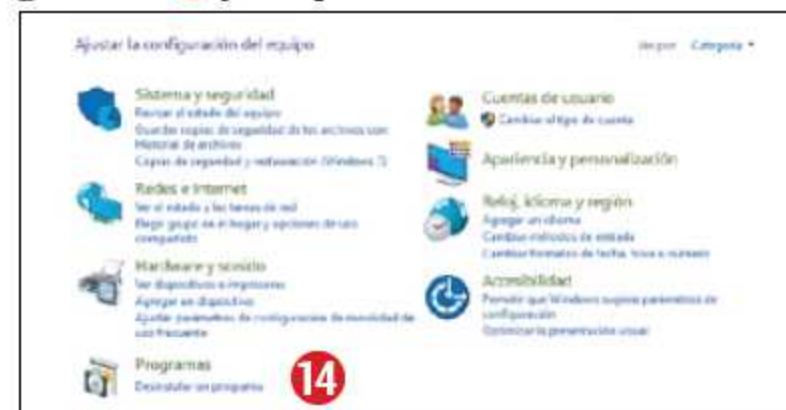 Ajustar la configuración del equipo
Ver por: Categoría
Sistema y seguridad
Revisar el estado del equipo
Guardar copias de seguridad de los archivos con
Historial de archivos
Copias de seguridad y restauración (Windows 7)
Redes e Internet
Ver el estado y las tareas de red
Elegir grupo en el hogar y opciones de uso
compartido
Hardware y sonido
Ver dispositivos e impresoras
Agregar un dispositivo
Ajustar parámetros de configuración de movilidad de
uso frecuente
Programas
Desinstalar un programa
14
Cuentas de usuario
Cambiar el tipo de cuenta
Apariencia y personalización
Reloj, idioma y región
Agregar un idioma
Cambiar métodos de entrada
Cambiar formatos de fecha, hora o número
Accesibilidad
Permitir que Windows sugiera parámetros de
configuración
Optimizar la presentación visual